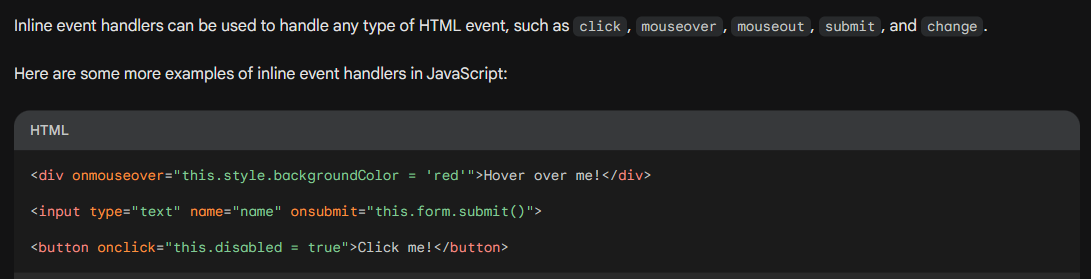 Inline event handlers can be used to handle any type of HTML event, such as click, mouseover, mouseout, submit, and change.
Here are some more examples of inline event handlers in JavaScript:
HTML
<div onmouseover="this.style.backgroundColor = 'red'">Hover over me!</div>
<input type="text" name="name" onsubmit="this.form.submit()">
<button onclick="this.disabled = true">Click me!</button>